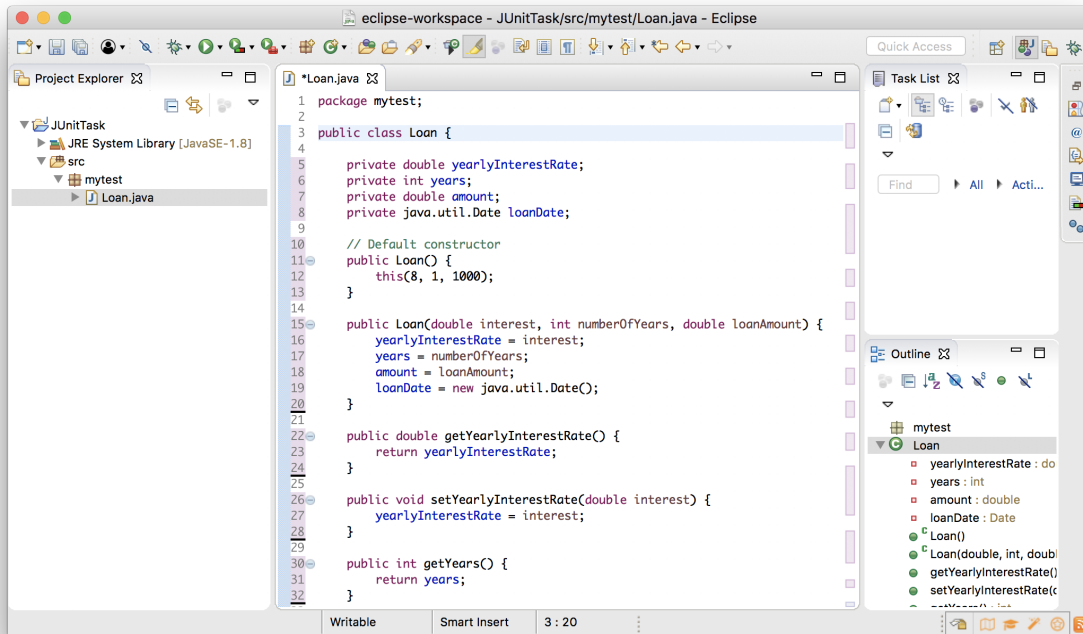 eclipse-workspace - JUnitTask/src/mytest/Loan.java - Eclipse
Quick Access
Project Explorer
JUnitTask
JRE System Library [JavaSE-1.8]
src
mytest
Loan.java
*Loan.java
1 package mytest;
2
3 public class Loan {
4
5 private double yearlyInterestRate;
6 private int years;
7 private double amount;
8 private java.util.Date loanDate;
9
10 // Default constructor
11 public Loan() {
12 this(8, 1, 1000);
13 }
14
15 public Loan(double interest, int numberOfYears, double loanAmount) {
16 yearlyInterestRate = interest;
17 years = numberOfYears;
18 amount = loanAmount;
19 loanDate = new java.util.Date();
20 }
21
22 public double getYearlyInterestRate() {
23 return yearlyInterestRate;
24 }
25
26 public void setYearlyInterestRate(double interest) {
27 yearlyInterestRate = interest;
28 }
29
30 public int getYears() {
31 return years;
32 }
Task List
Find All Acti...
Outline
mytest
Loan
yearlyInterestRate : do
years : int
amount : double
loanDate : Date
Loan()
Loan(double, int, doubl
getYearlyInterestRate()
setYearlyInterestRate(d
Writable Smart Insert 3 : 20